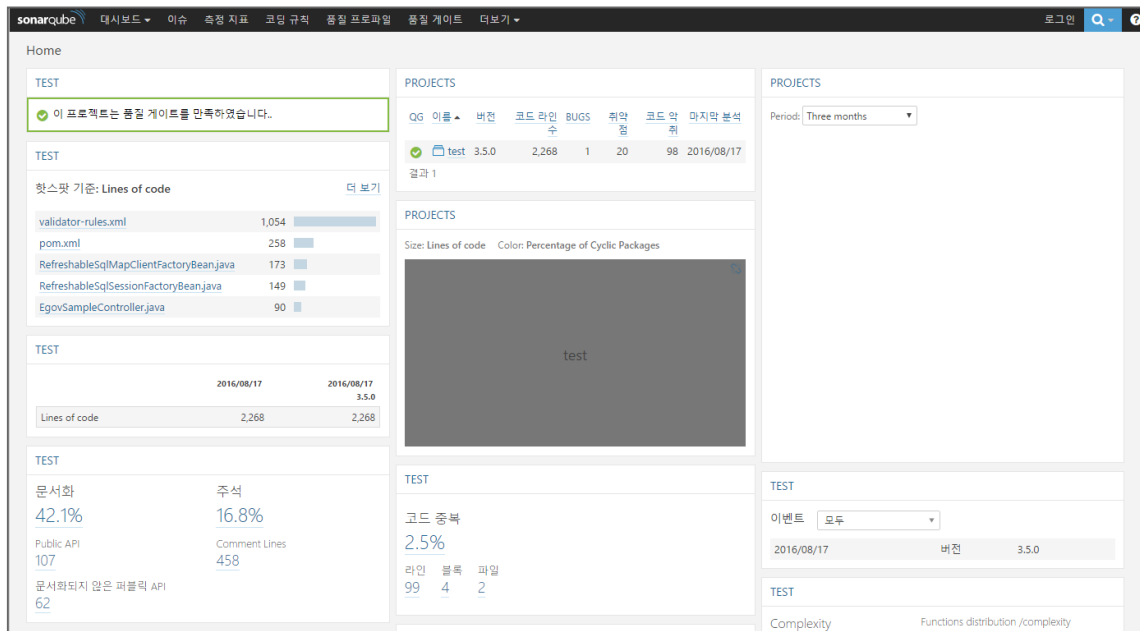 sonarqube 대시보드 이슈 측정 지표 코딩 규칙 품질 프로파일 품질 게이트 더보기 로그인
Home
TEST
이 프로젝트는 품질 게이트를 만족하였습니다..
TEST
핫스팟 기준: Lines of code 더 보기
validator-rules.xml 1,054
pom.xml 258
RefreshableSqlMapClientFactoryBean.java 173
RefreshableSqlSessionFactoryBean.java 149
EgovSampleController.java 90
TEST
2016/08/17 2016/08/17
3.5.0
Lines of code 2,268 2,268
TEST
문서화 주석
42.1% 16.8%
Public API Comment Lines
107 458
문서화되지 않은 퍼블릭 API
62
PROJECTS
QG 이름 버전 코드 라인 BUGS 취약 코드 악 마지막 분석
수 점 취
test 3.5.0 2,268 1 20 98 2016/08/17
결과 1
PROJECTS
Size: Lines of code Color: Percentage of Cyclic Packages
test
TEST
코드 중복
2.5%
라인 블록 파일
99 4 2
PROJECTS
Period: Three months
TEST
이벤트 모두
2016/08/17 버전 3.5.0
TEST
Complexity Functions distribution /complexity